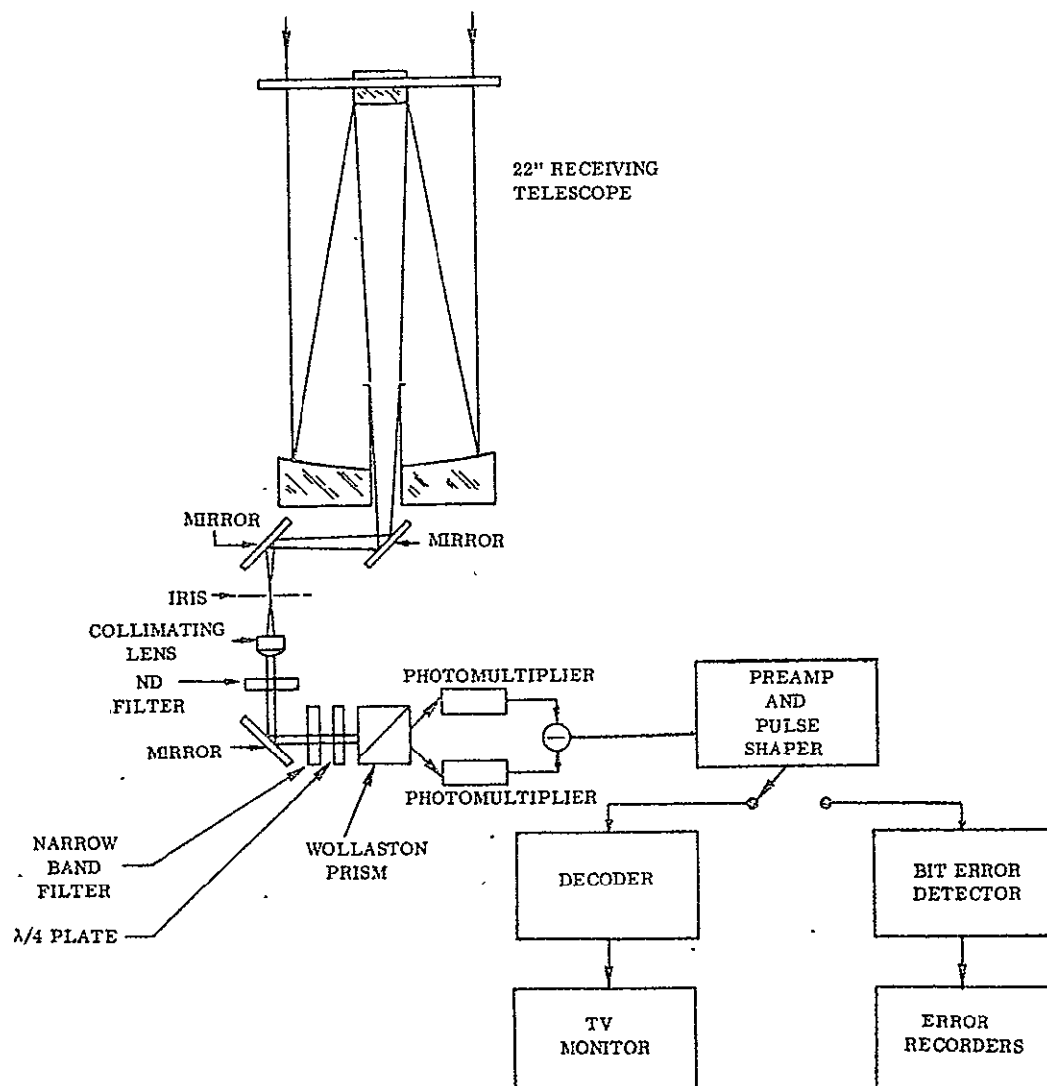 22" RECEIVING
TELESCOPE
MIRROR
MIRROR
IRIS
COLLIMATING
LENS
ND
FILTER
MIRROR
PHOTOMULTIPLIER
PHOTOMULTIPLIER
PREAMP
AND
PULSE
SHAPER
NARROW
BAND
FILTER
λ/4 PLATE
WOLLASTON
PRISM
DECODER
BIT ERROR
DETECTOR
TV
MONITOR
ERROR
RECORDERS